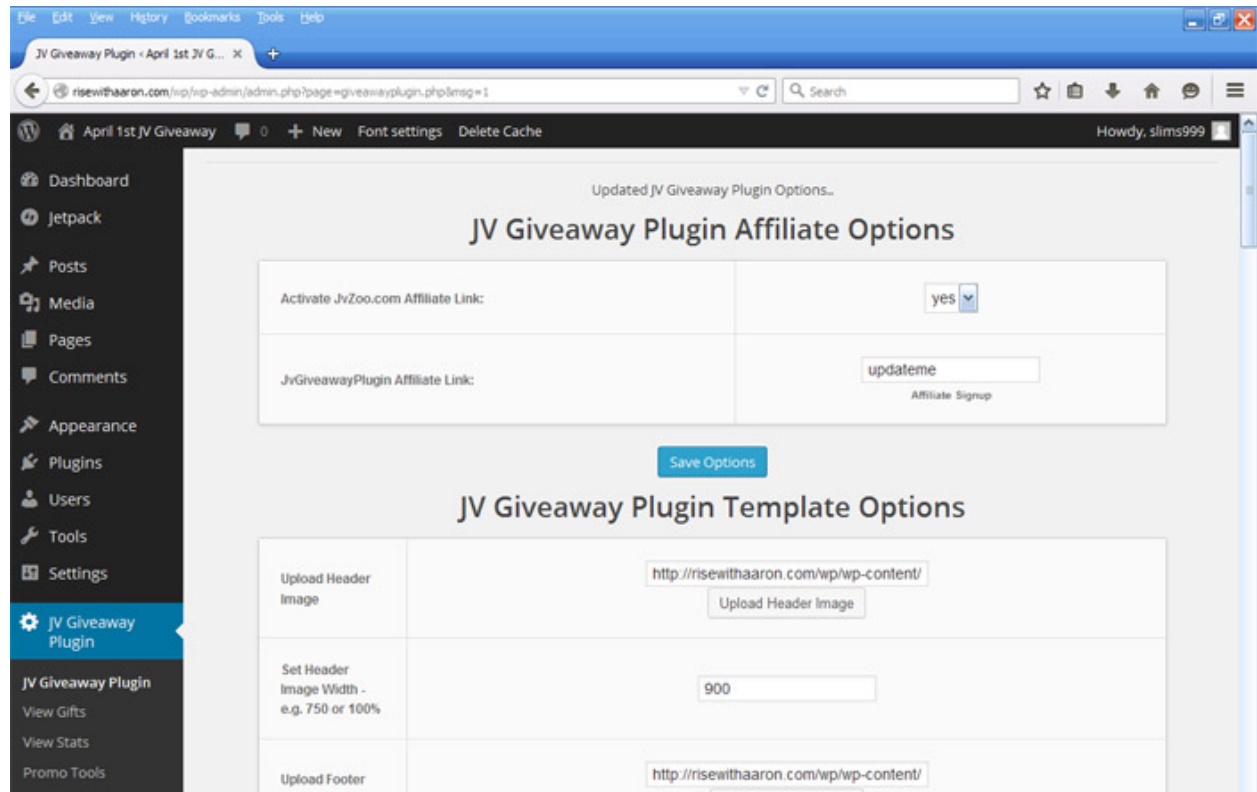 File Edit View History Bookmarks Tools Help
JV Giveaway Plugin ‹ April 1st JV G...
risewithaaron.com/wp/wp-admin/admin.php?page=giveawayplugin.php&msg=1
Search
April 1st JV Giveaway 0 New Font settings Delete Cache Howdy, slims999
Dashboard
Jetpack
Posts
Media
Pages
Comments
Appearance
Plugins
Users
Tools
Settings
JV Giveaway
Plugin
JV Giveaway Plugin
View Gifts
View Stats
Promo Tools
Updated JV Giveaway Plugin Options..
JV Giveaway Plugin Affiliate Options
Activate JvZoo.com Affiliate Link: yes
JvGiveawayPlugin Affiliate Link: updateme
Affiliate Signup
Save Options
JV Giveaway Plugin Template Options
Upload Header
Image
http://risewithaaron.com/wp/wp-content/
Upload Header Image
Set Header
Image Width -
e.g. 750 or 100%
900
Upload Footer
http://risewithaaron.com/wp/wp-content/